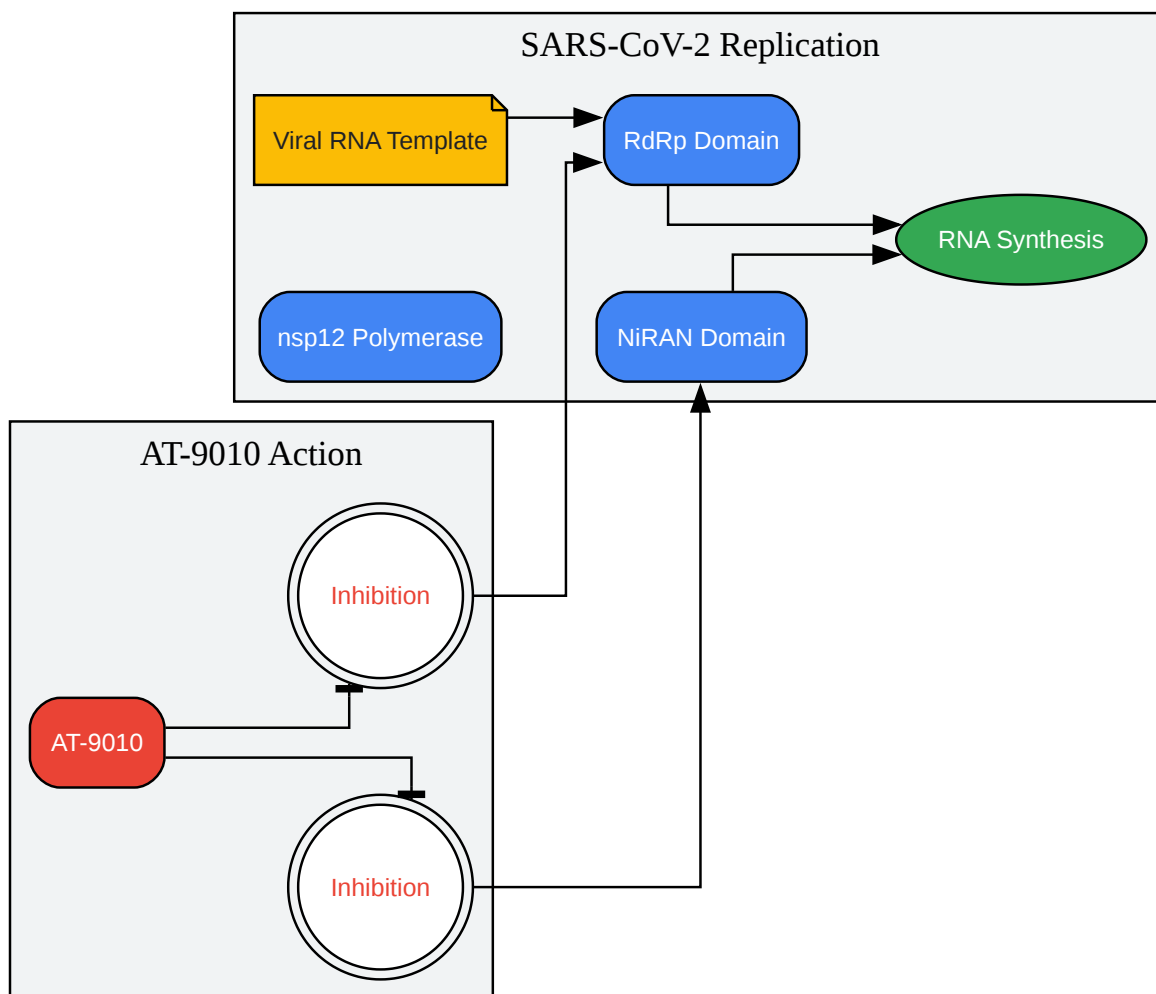 SARS-CoV-2 Replication
Viral RNA Template
RdRp Domain
RNA Synthesis
nsp12 Polymerase
NiRAN Domain
AT-9010 Action
Inhibition
AT-9010
Inhibition